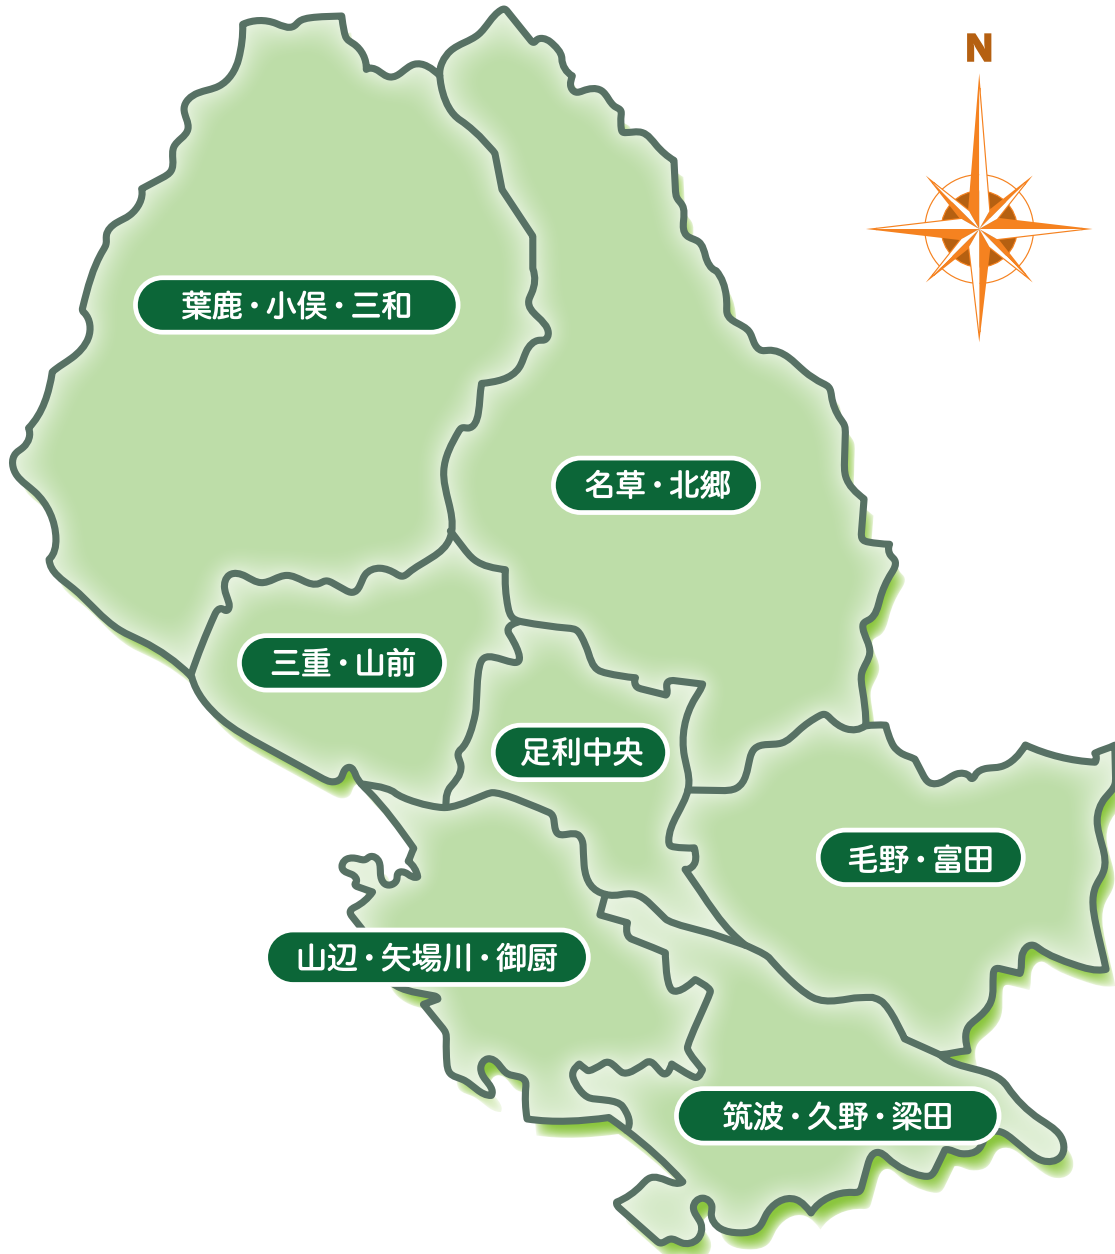 N
葉鹿・小俣・三和
名草・北郷
三重・山前
足利中央
毛野・富田
山辺・矢場川・御厨
筑波・久野・梁田